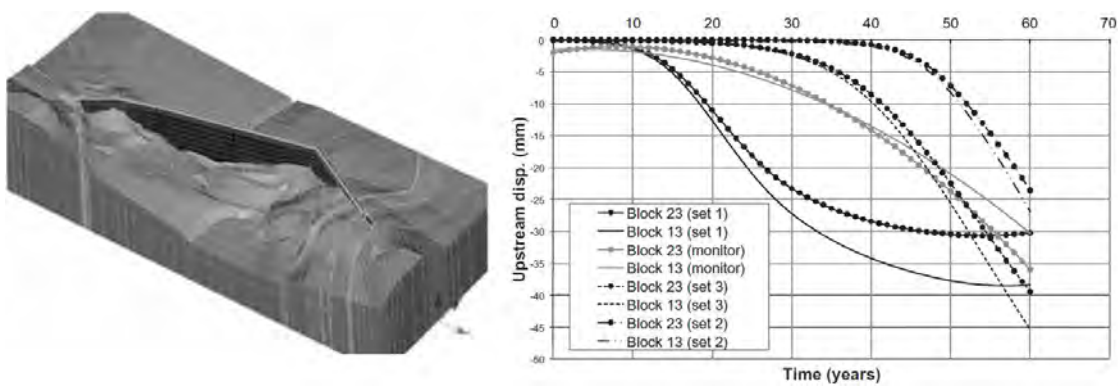 0 10 20 30 40 50 60 70
0
-5
-10
-15
-20
-25
-30
-35
-40
-45
-50
Upstream disp. (mm)
Block 23 (set 1)
Block 13 (set 1)
Block 23 (monitor)
Block 13 (monitor)
Block 23 (set 3)
Block 13 (set 3)
Block 23 (set 2)
Block 13 (set 2)
Time (years)